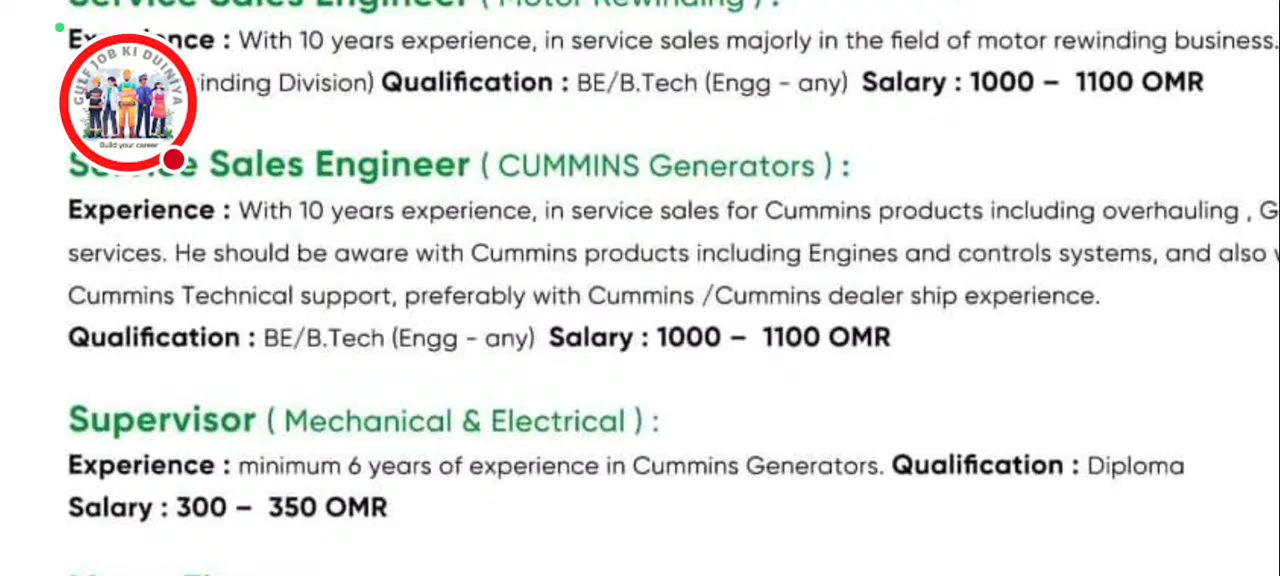 Service Sales Engineer ( Motor Rewinding ) :
Experience : With 10 years experience, in service sales majorly in the field of motor rewinding business.
inding Division) Qualification : BE/B.Tech (Engg - any) Salary : 1000 – 1100 OMR
GULF JOB KI DUINIYA
Build your career
Service Sales Engineer ( CUMMINS Generators ) :
Experience : With 10 years experience, in service sales for Cummins products including overhauling , G
services. He should be aware with Cummins products including Engines and controls systems, and also
Cummins Technical support, preferably with Cummins /Cummins dealer ship experience.
Qualification : BE/B.Tech (Engg - any) Salary : 1000 – 1100 OMR
Supervisor ( Mechanical & Electrical ) :
Experience : minimum 6 years of experience in Cummins Generators. Qualification : Diploma
Salary : 300 – 350 OMR